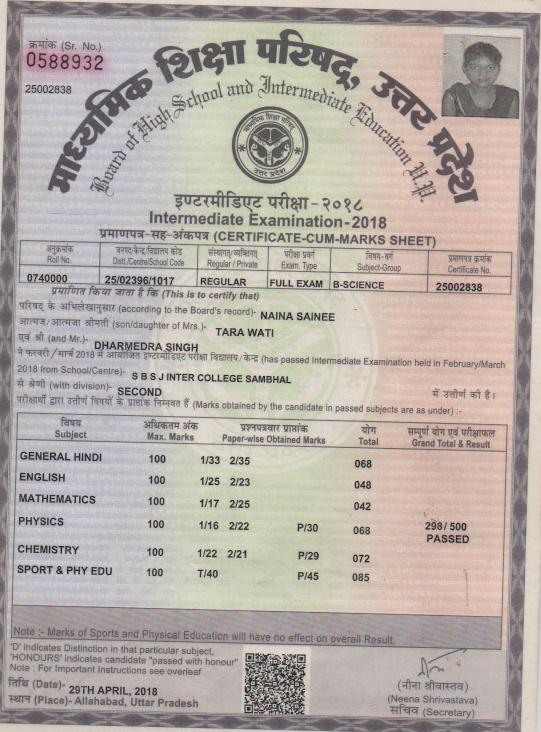 क्रमांक (Sr. No.)
0588932
25002838
माध्यमिक शिक्षा परिषद, उत्तर प्रदेश
Board of High School and Intermediate Education U.P.
माध्यमिक शिक्षा परिषद
उत्तर प्रदेश
इण्टरमीडिएट परीक्षा-२०१८
Intermediate Examination-2018
प्रमाणपत्र-सह-अंकपत्र (CERTIFICATE-CUM-MARKS SHEET)
अनुक्रमांक जनपद/केन्द्र/विद्यालय कोड संस्थागत/व्यक्तिगत परीक्षा प्रवर्ग विषय-वर्ग प्रमाणपत्र क्रमांक
Roll No. Distt./Centre/School Code Regular / Private Exam. Type Subject-Group Certificate No.
0740000 25/02396/1017 REGULAR FULL EXAM B-SCIENCE 25002838
प्रमाणित किया जाता है कि (This is to certify that)
परिषद के अभिलेखानुसार (according to the Board's record)- NAINA SAINEE
आत्मज/आत्मजा श्रीमती (son/daughter of Mrs.)- TARA WATI
एवं श्री (and Mr.)- DHARMEDRA SINGH
ने फरवरी/मार्च 2018 में आयोजित इण्टरमीडिएट परीक्षा विद्यालय/केन्द्र (has passed Intermediate Examination held in February/March
2018 from School/Centre)- S B S J INTER COLLEGE SAMBHAL
से श्रेणी (with division)- SECOND में उत्तीर्ण की है।
परीक्षार्थी द्वारा उत्तीर्ण विषयों के प्राप्तांक निम्नवत हैं (Marks obtained by the candidate in passed subjects are as under) :-
विषय अधिकतम अंक प्रश्नपत्रवार प्राप्तांक योग सम्पूर्ण योग एवं परीक्षाफल
Subject Max. Marks Paper-wise Obtained Marks Total Grand Total & Result
GENERAL HINDI 100 1/33 2/35 068
ENGLISH 100 1/25 2/23 048
MATHEMATICS 100 1/17 2/25 042
PHYSICS 100 1/16 2/22 P/30 068 298/500
PASSED
CHEMISTRY 100 1/22 2/21 P/29 072
SPORT & PHY EDU 100 T/40 P/45 085
Note :- Marks of Sports and Physical Education will have no effect on overall Result.
'D' indicates Distinction in that particular subject,
'HONOURS' indicates candidate "passed with honour"
Note : For Important Instructions see overleaf
तिथि (Date)- 29TH APRIL, 2018
स्थान (Place)- Allahabad, Uttar Pradesh
(नीना श्रीवास्तव)
(Neena Shrivastava)
सचिव (Secretary)